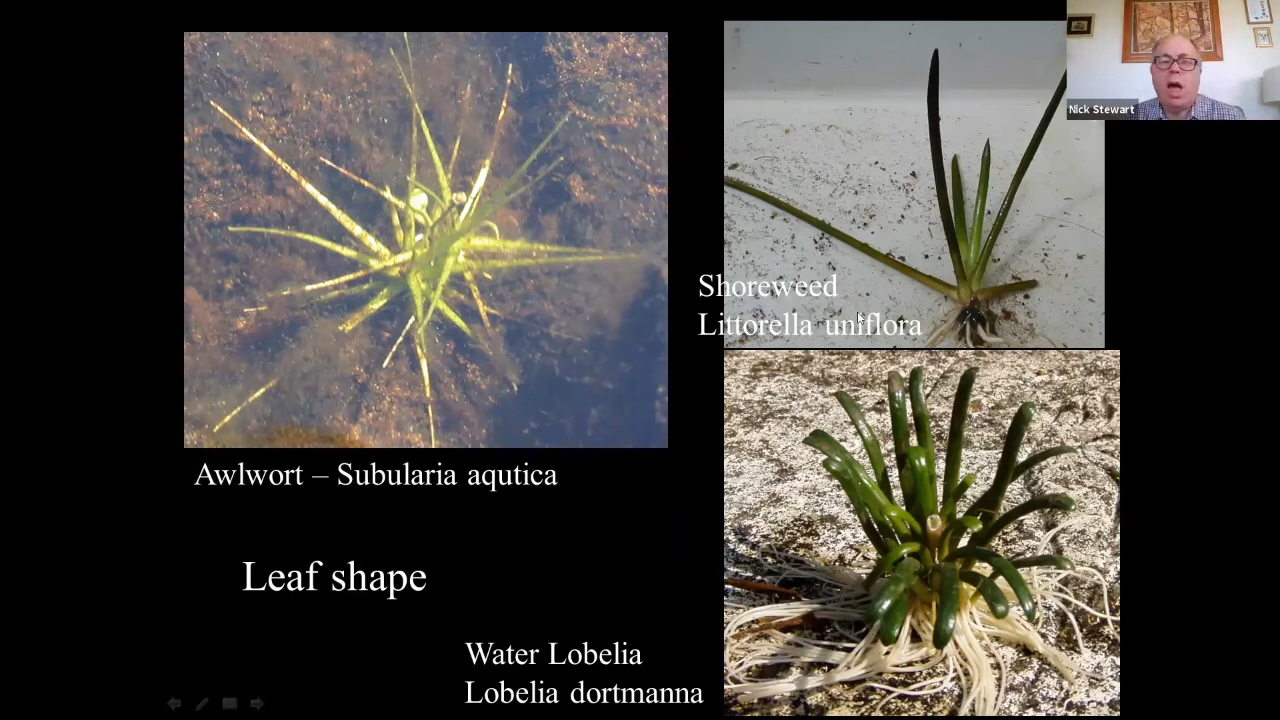 Nick Stewart
Shoreweed
Littorella uniflora
Awlwort – Subularia aqutica
Leaf shape
Water Lobelia
Lobelia dortmanna